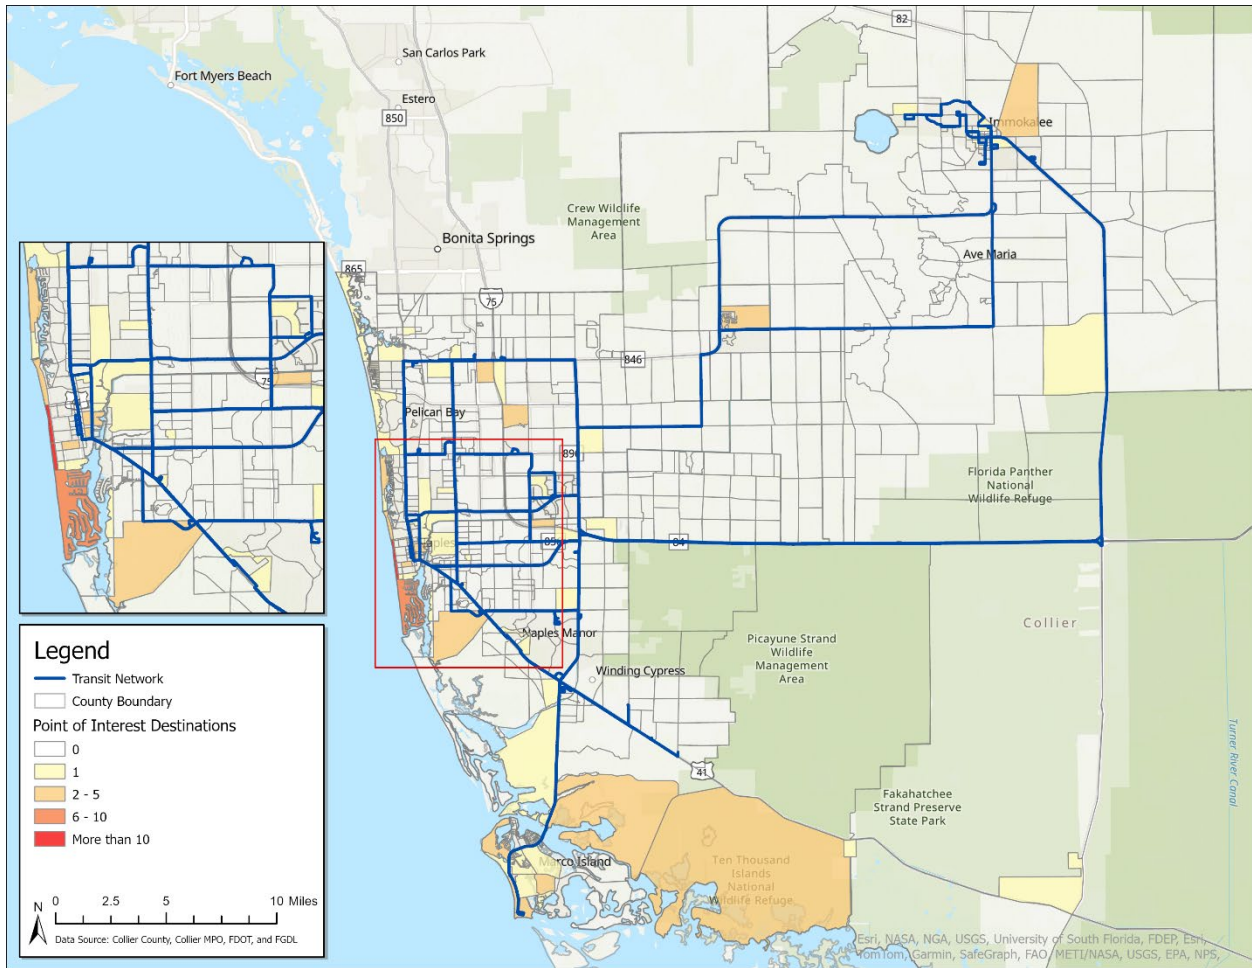 82
San Carlos Park
Fort Myers Beach
Estero
850
Immokalee
Crew Wildlife
Management
Area
Bonita Springs
865
75
Ave Maria
846
Pelican Bay
75
890
Florida Panther
National
Wildlife Refuge
84
Collier
Naples Manor
Picayune Strand
Wildlife
Management
Area
Winding Cypress
41
Turner River Canal
Fakahatchee
Strand Preserve
State Park
Marco Island
Ten Thousand
Islands
National
Wildlife Refuge
Legend
Transit Network
County Boundary
Point of Interest Destinations
0
1
2 - 5
6 - 10
More than 10
0 2.5 5 10 Miles
N
Data Source: Collier County, Collier MPO, FDOT, and FGDL
Esri, NASA, NGA, USGS, University of South Florida, FDEP, Esri,
TomTom, Garmin, SafeGraph, FAO, METI/NASA, USGS, EPA, NPS,